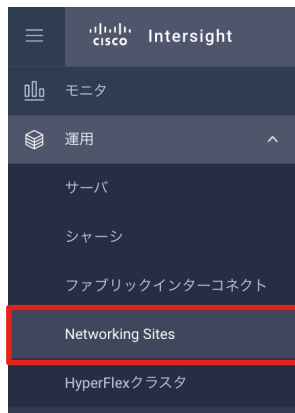 cisco Intersight
モニタ
運用
サーバ
シャーシ
ファブリックインターコネクト
Networking Sites
HyperFlexクラスタ